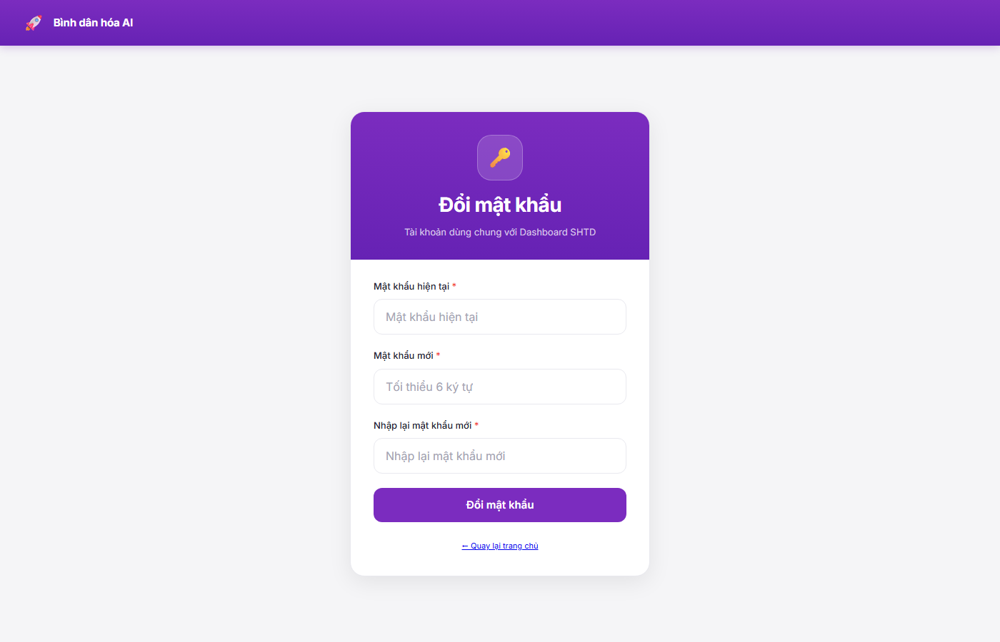 Bình dân hóa AI
Đổi mật khẩu
Tài khoản dùng chung với Dashboard SHTD
Mật khẩu hiện tại *
Mật khẩu hiện tại
Mật khẩu mới *
Tối thiểu 6 ký tự
Nhập lại mật khẩu mới *
Nhập lại mật khẩu mới
Đổi mật khẩu
← Quay lại trang chủ